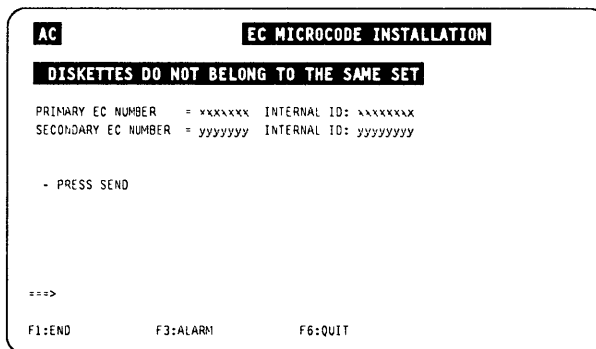 AC EC MICROCODE INSTALLATION
DISKETTES DO NOT BELONG TO THE SAME SET
PRIMARY EC NUMBER = xxxxxxx INTERNAL ID: xxxxxxxx
SECONDARY EC NUMBER = yyyyyyy INTERNAL ID: yyyyyyyy
- PRESS SEND
===>
F1:END F3:ALARM F6:QUIT